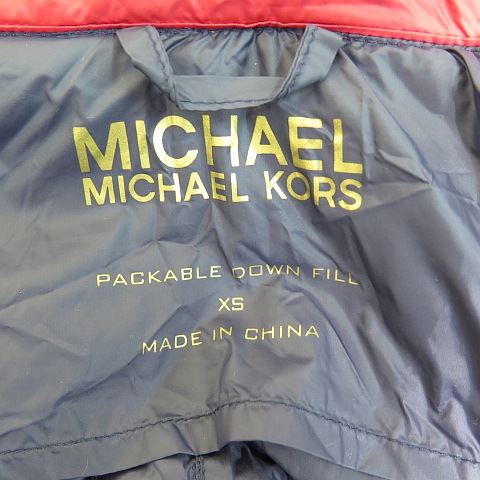 MICHAEL
MICHAEL KORS
PACKABLE DOWN FILL
XS
MADE IN CHINA